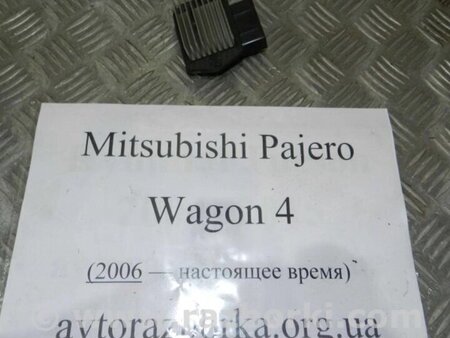 Mitsubishi Pajero
Wagon 4
(2006 — настоящее время)
avtorazborka.org.ua